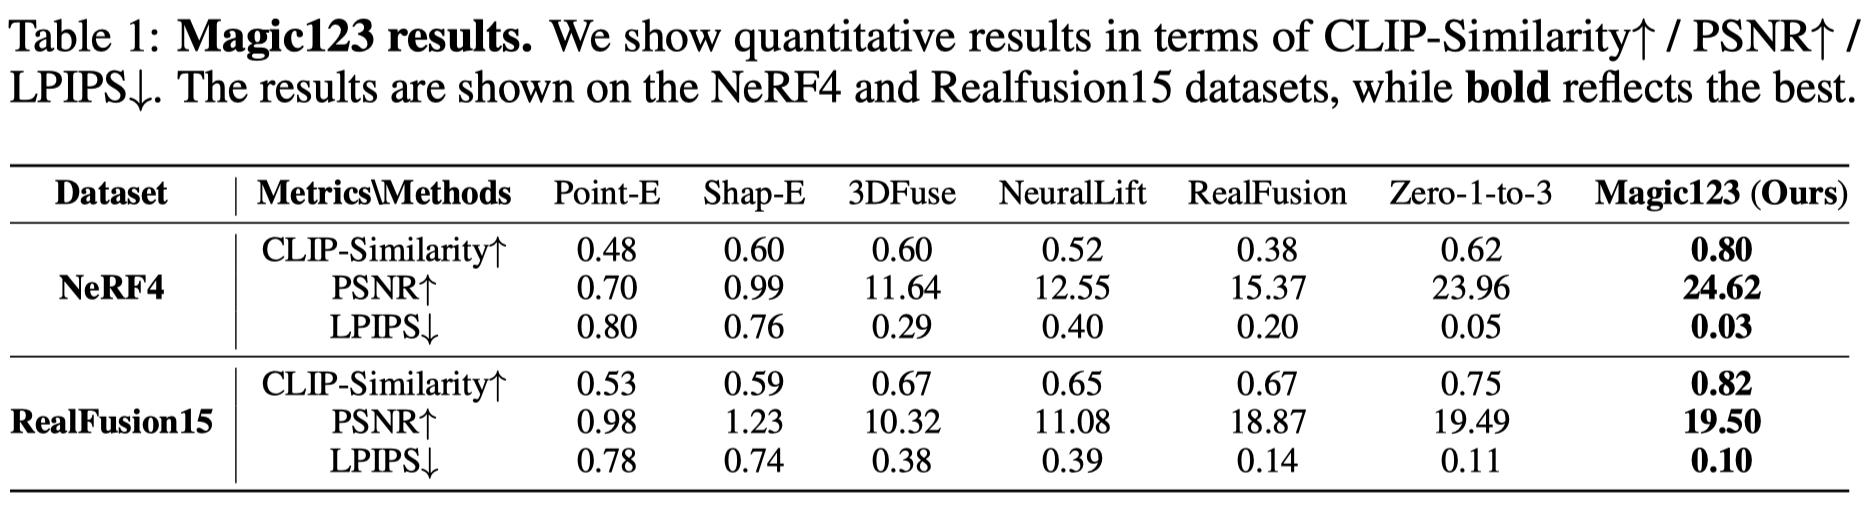 Table 1: Magic123 results. We show quantitative results in terms of CLIP-Similarity↑ / PSNR↑ /
LPIPS↓. The results are shown on the NeRF4 and Realfusion15 datasets, while bold reflects the best.
Dataset Metrics\Methods Point-E Shap-E 3DFuse NeuralLift RealFusion Zero-1-to-3 Magic123 (Ours)
CLIP-Similarity↑ 0.48 0.60 0.60 0.52 0.38 0.62 0.80
NeRF4 PSNR↑ 0.70 0.99 11.64 12.55 15.37 23.96 24.62
LPIPS↓ 0.80 0.76 0.29 0.40 0.20 0.05 0.03
CLIP-Similarity↑ 0.53 0.59 0.67 0.65 0.67 0.75 0.82
RealFusion15 PSNR↑ 0.98 1.23 10.32 11.08 18.87 19.49 19.50
LPIPS↓ 0.78 0.74 0.38 0.39 0.14 0.11 0.10